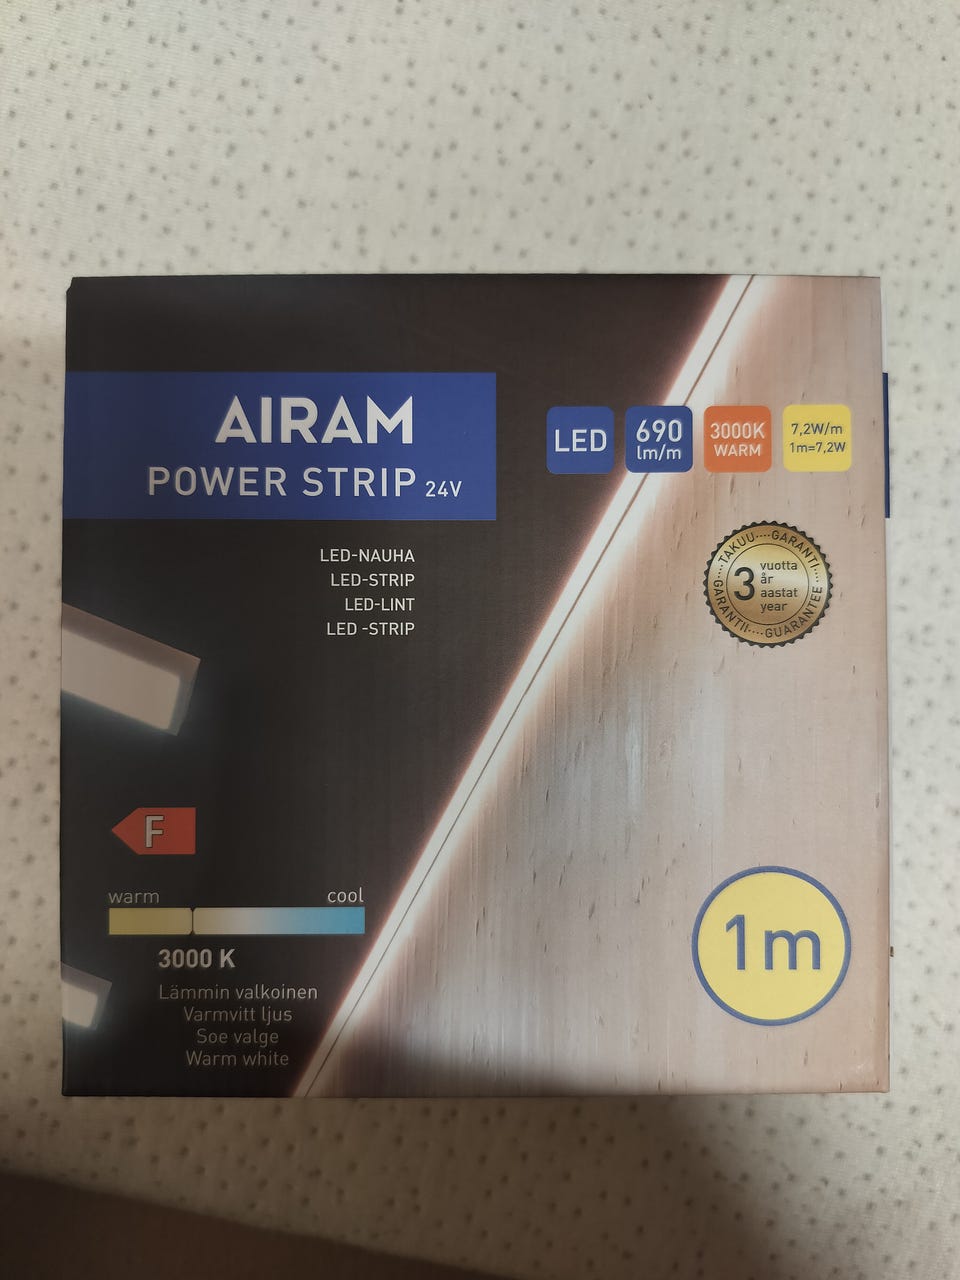 AIRAM
POWER STRIP 24V
LED
690
lm/m
3000K
WARM
7,2W/m
1m=7,2W
LED-NAUHA
LED-STRIP
LED-LINT
LED -STRIP
TAKUU····GARANTI····
GARANTII····GUARANTEE
3
vuotta
år
aastat
year
F
warm cool
3000 K
Lämmin valkoinen
Varmvitt ljus
Soe valge
Warm white
1m